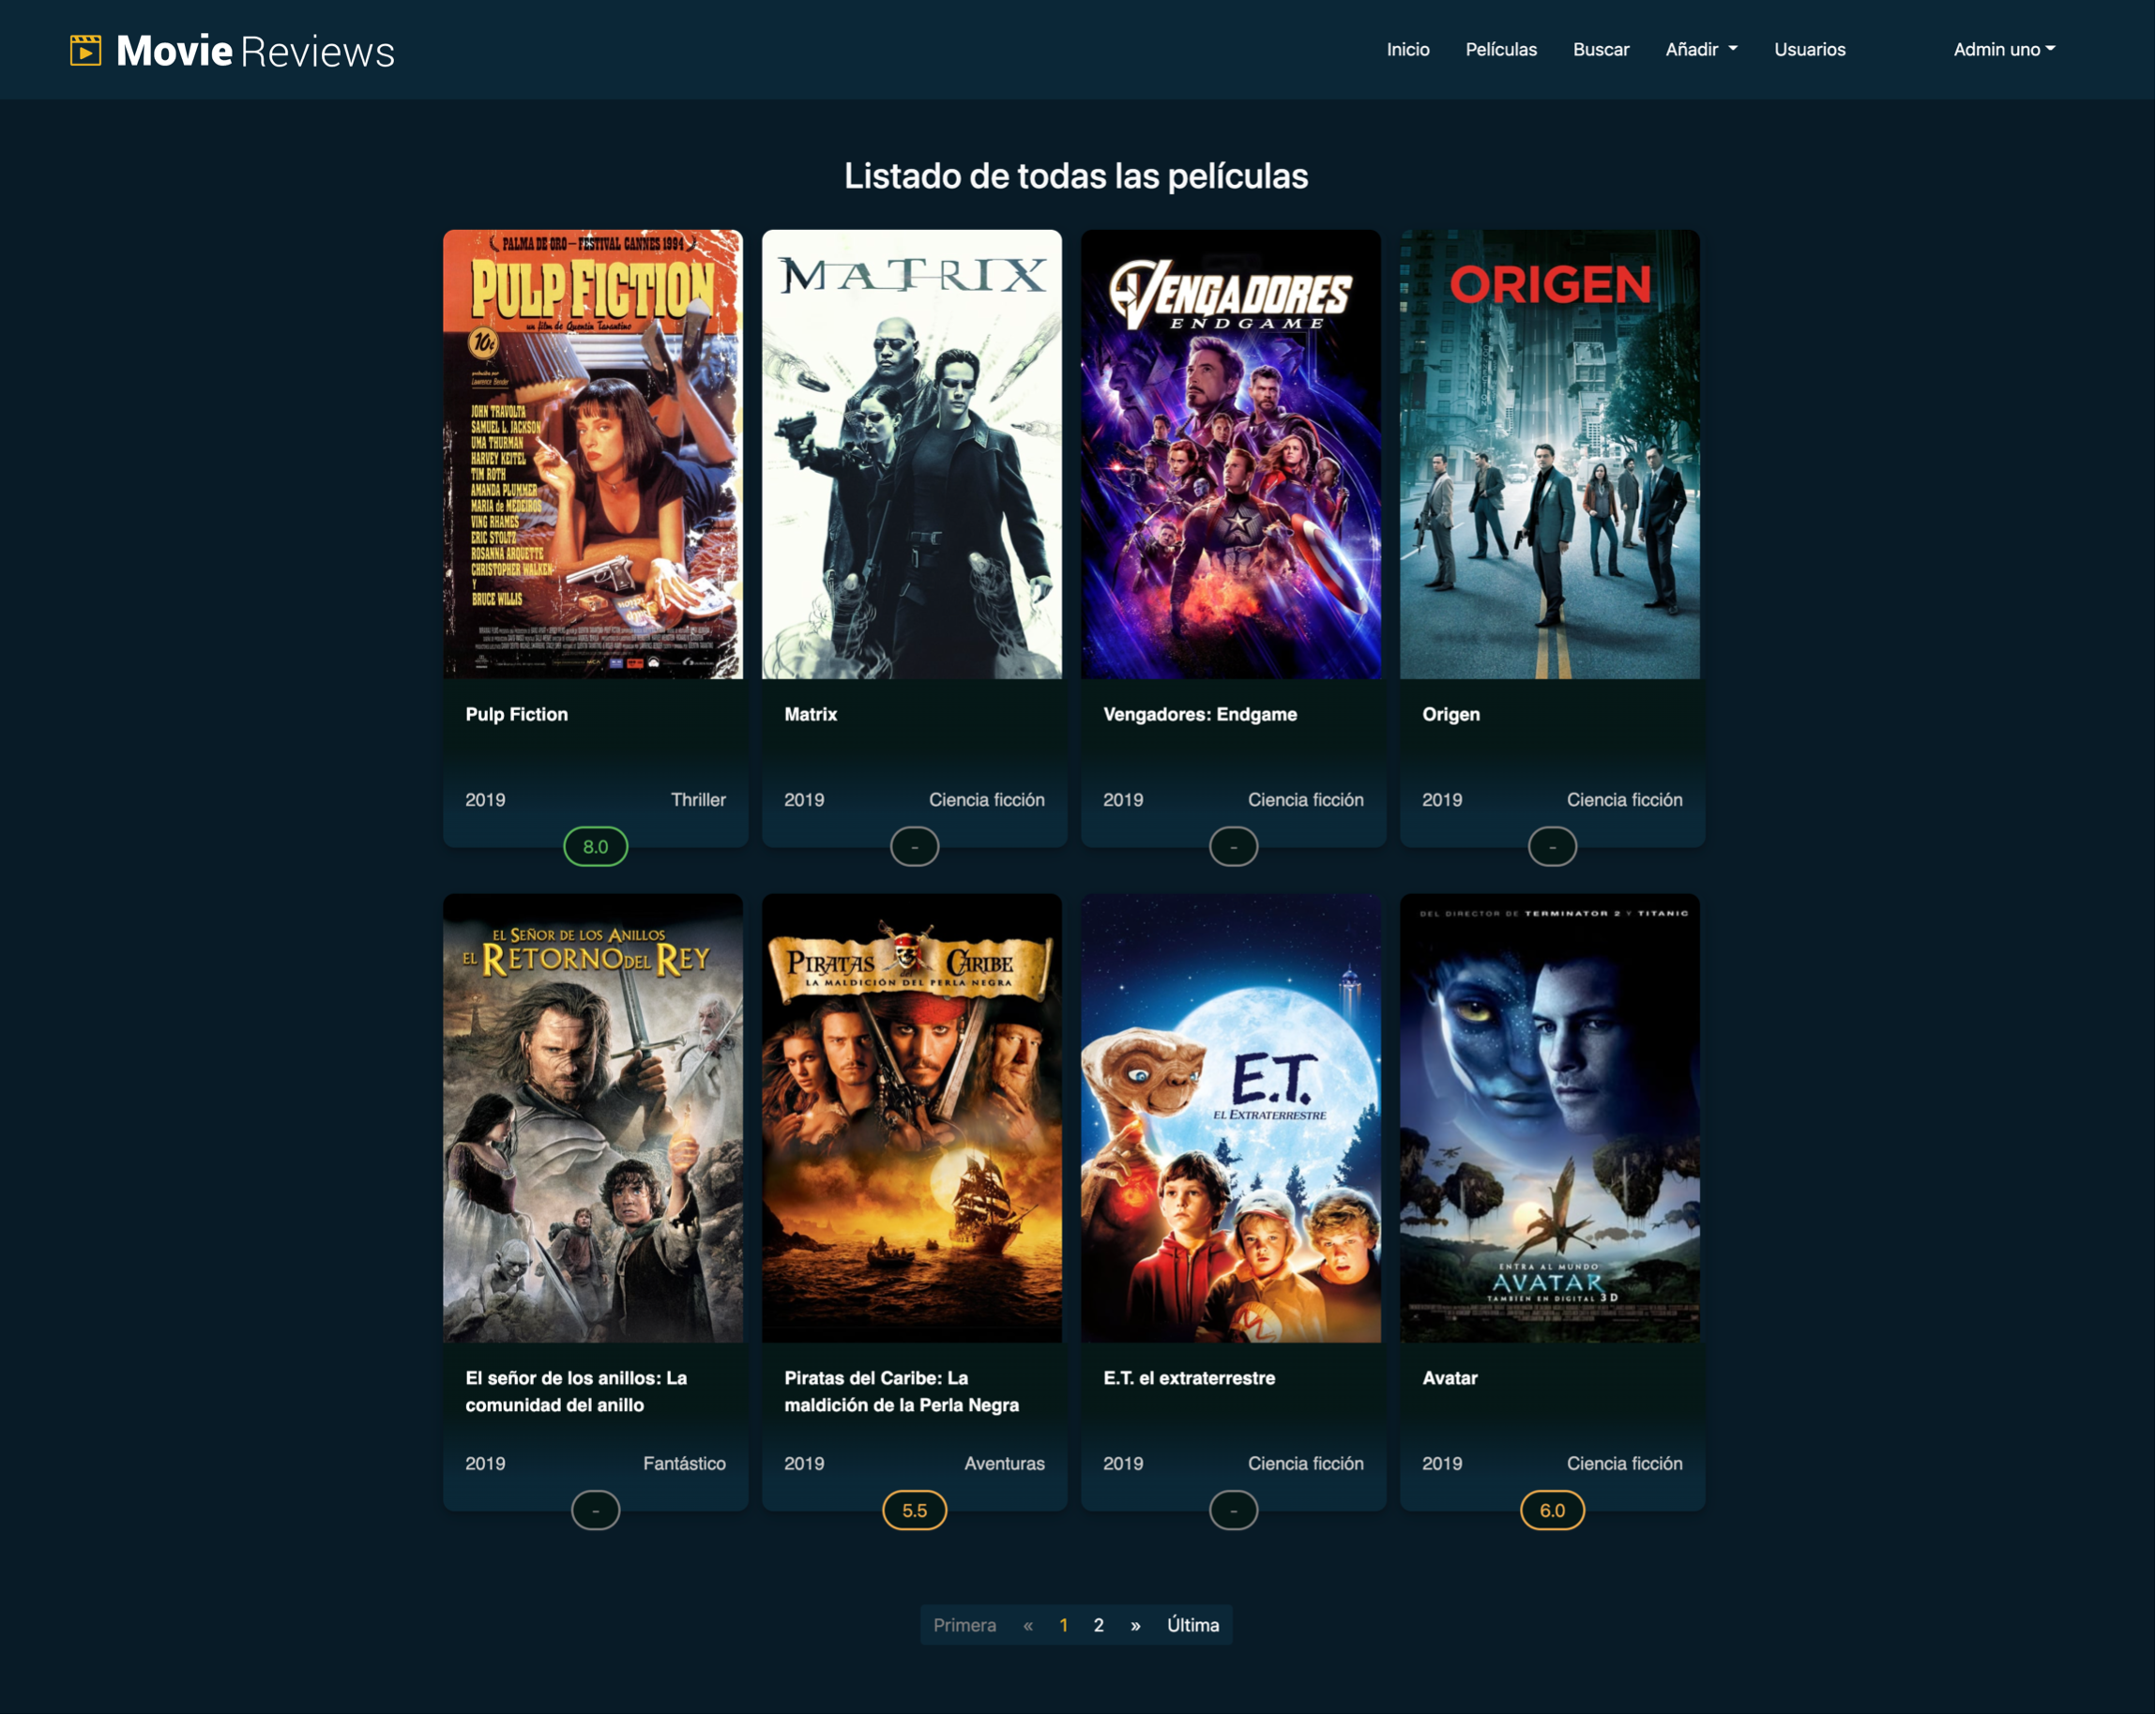 Movie Reviews
Inicio Películas Buscar Añadir Usuarios Admin uno
Listado de todas las películas
PALMA DE ORO – FESTIVAL CANNES 1994
PULP FICTION
un film de Quentin Tarantino
10¢
producida por
Lawrence Bender
JOHN TRAVOLTA
SAMUEL L. JACKSON
UMA THURMAN
HARVEY KEITEL
TIM ROTH
AMANDA PLUMMER
MARIA de MEDEIROS
VING RHAMES
ERIC STOLTZ
ROSANNA ARQUETTE
CHRISTOPHER WALKEN
Y
BRUCE WILLIS
MATRIX
VENGADORES
ENDGAME
ORIGEN
Pulp Fiction
2019 Thriller
8.0
Matrix
2019 Ciencia ficción
-
Vengadores: Endgame
2019 Ciencia ficción
-
Origen
2019 Ciencia ficción
-
EL SEÑOR DE LOS ANILLOS
EL RETORNO DEL REY
PIRATAS CARIBE
LA MALDICIÓN DEL PERLA NEGRA
E.T.
EL EXTRATERRESTRE
DEL DIRECTOR DE TERMINATOR 2 Y TITANIC
ENTRA AL MUNDO
AVATAR
TAMBIÉN EN DIGITAL 3D
El señor de los anillos: La
comunidad del anillo
2019 Fantástico
-
Piratas del Caribe: La
maldición de la Perla Negra
2019 Aventuras
5.5
E.T. el extraterrestre
2019 Ciencia ficción
-
Avatar
2019 Ciencia ficción
6.0
Primera « 1 2 » Última